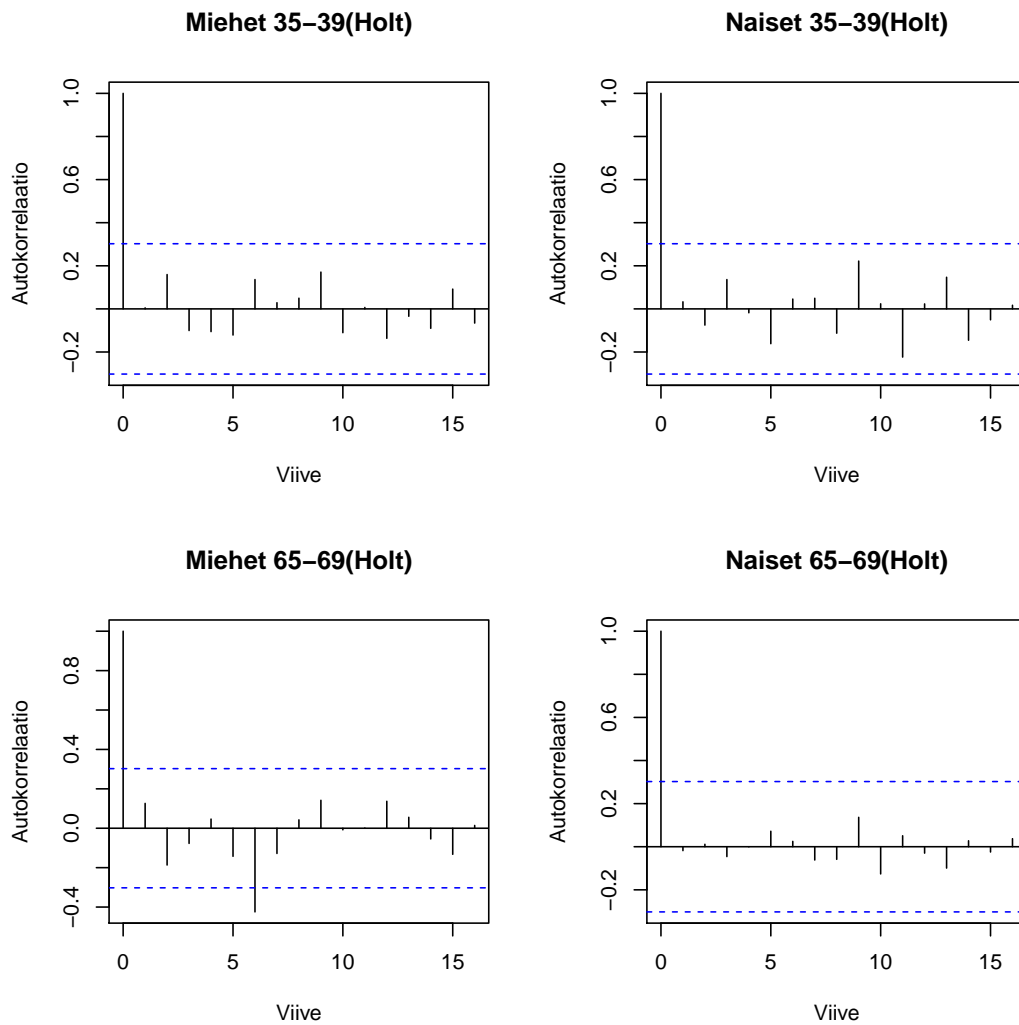 Miehet 35−39(Holt)
Autokorrelaatio
1.0
0.6
0.2
−0.2
0 5 10 15
Viive
Naiset 35−39(Holt)
Autokorrelaatio
1.0
0.6
0.2
−0.2
0 5 10 15
Viive
Miehet 65−69(Holt)
Autokorrelaatio
0.8
0.4
0.0
−0.4
0 5 10 15
Viive
Naiset 65−69(Holt)
Autokorrelaatio
1.0
0.6
0.2
−0.2
0 5 10 15
Viive